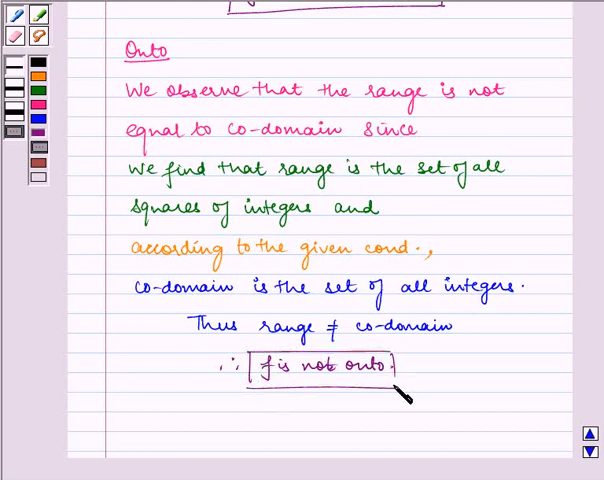 Onto
We observe that the range is not
equal to co-domain since
We find that range is the set of all
squares of integers and
according to the given cond.,
co-domain is the set of all integers.
Thus range ≠ co-domain
∴ f is not onto.